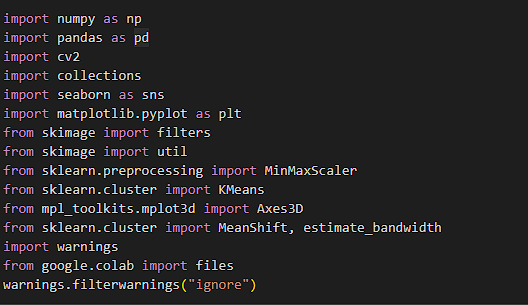 import numpy as np
import pandas as pd
import cv2
import collections
import seaborn as sns
import matplotlib.pyplot as plt
from skimage import filters
from skimage import util
from sklearn.preprocessing import MinMaxScaler
from sklearn.cluster import KMeans
from mpl_toolkits.mplot3d import Axes3D
from sklearn.cluster import MeanShift, estimate_bandwidth
import warnings
from google.colab import files
warnings.filterwarnings("ignore")